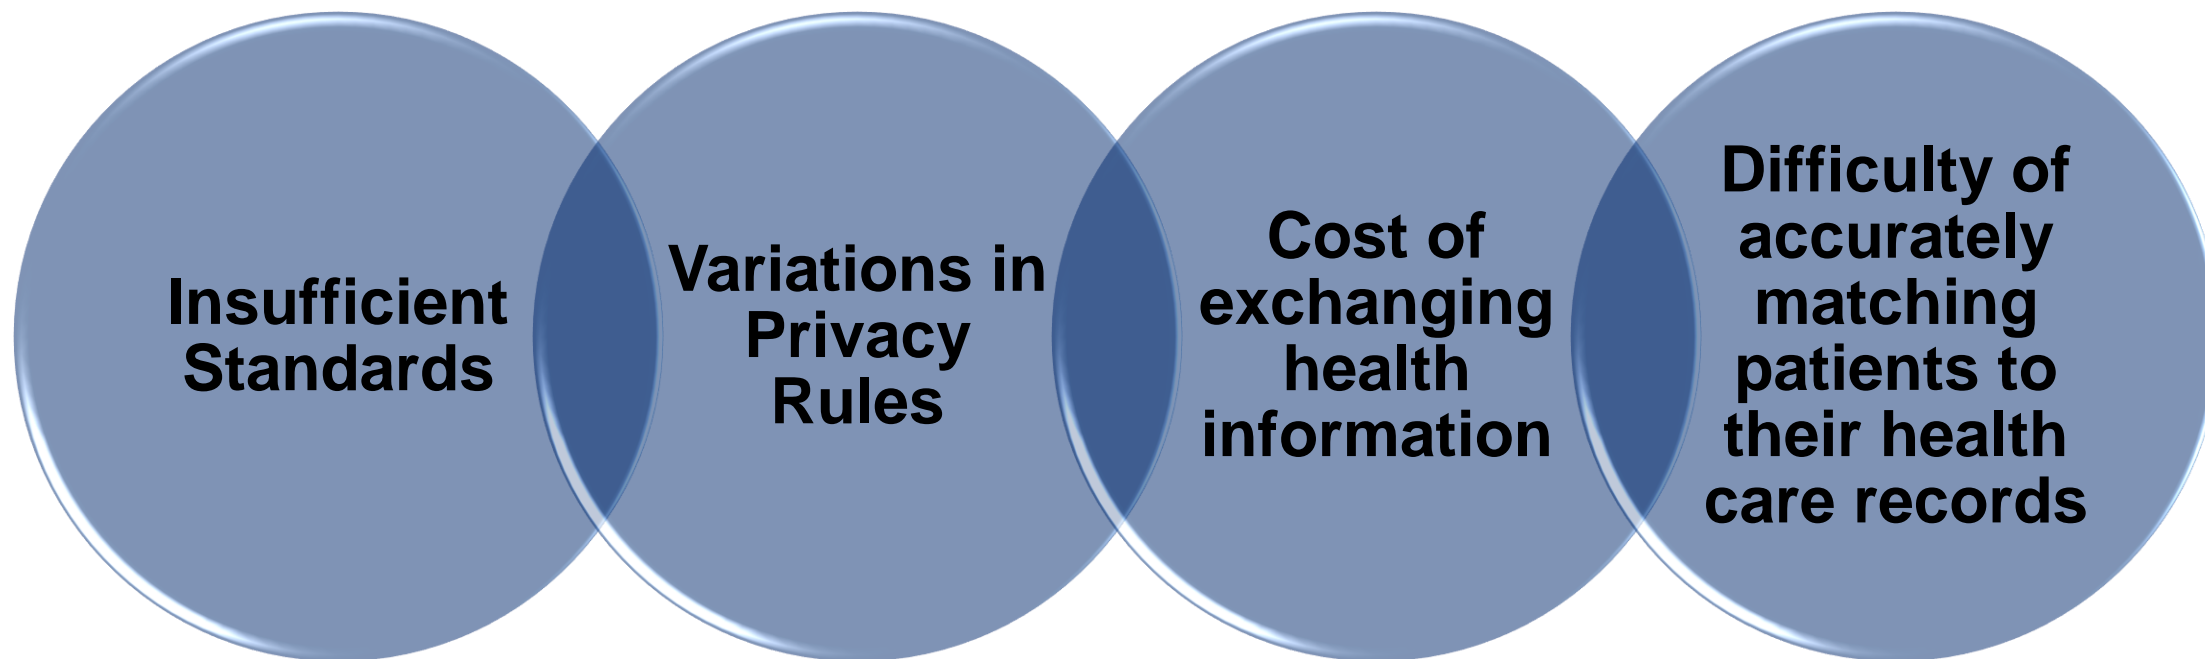 Insufficient
Standards
Variations in
Privacy
Rules
Cost of
exchanging
health
information
Difficulty of
accurately
matching
patients to
their health
care records